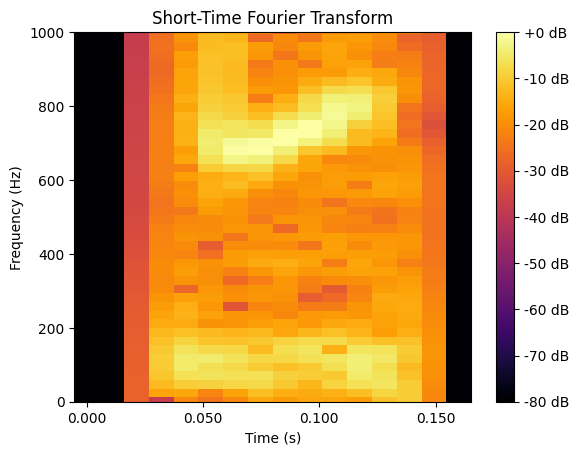 Short-Time Fourier Transform
1000
800
600
400
200
0
Frequency (Hz)
0.000
0.050
0.100
0.150
Time (s)
+0 dB
-10 dB
-20 dB
-30 dB
-40 dB
-50 dB
-60 dB
-70 dB
-80 dB